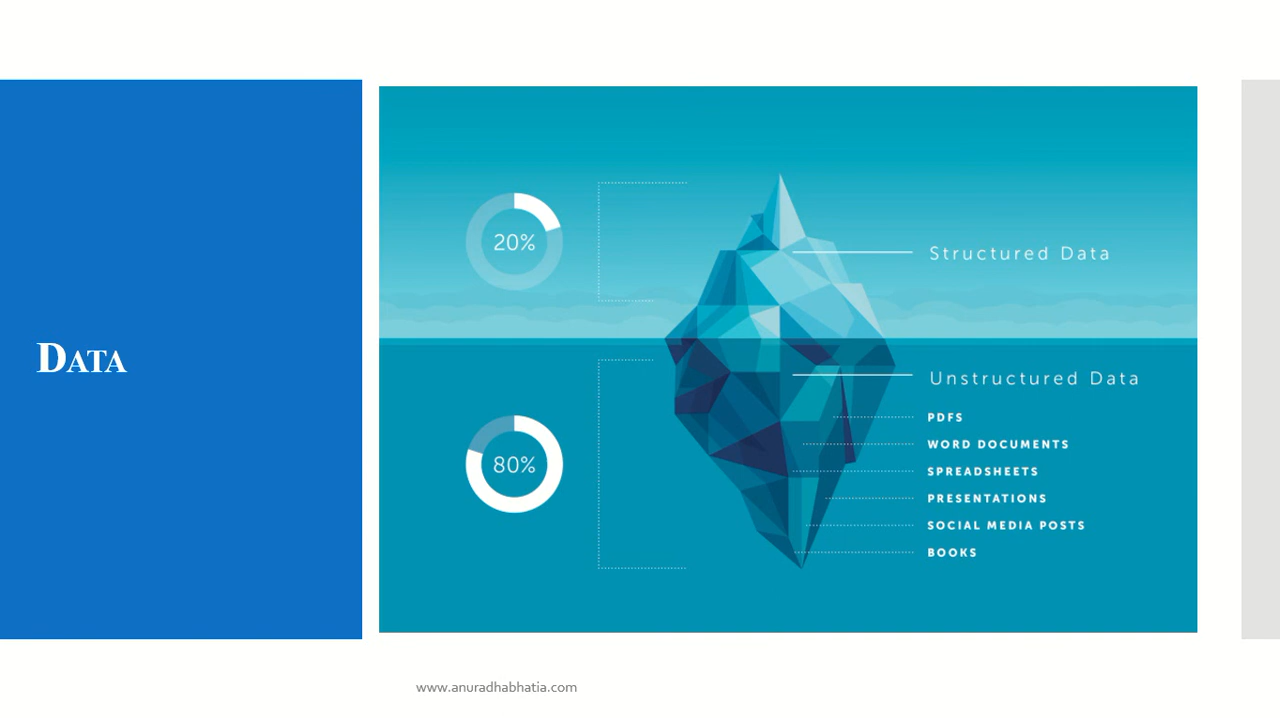 DATA
20%
Structured Data
80%
Unstructured Data
PDFS
WORD DOCUMENTS
SPREADSHEETS
PRESENTATIONS
SOCIAL MEDIA POSTS
BOOKS
www.anuradhabhatia.com